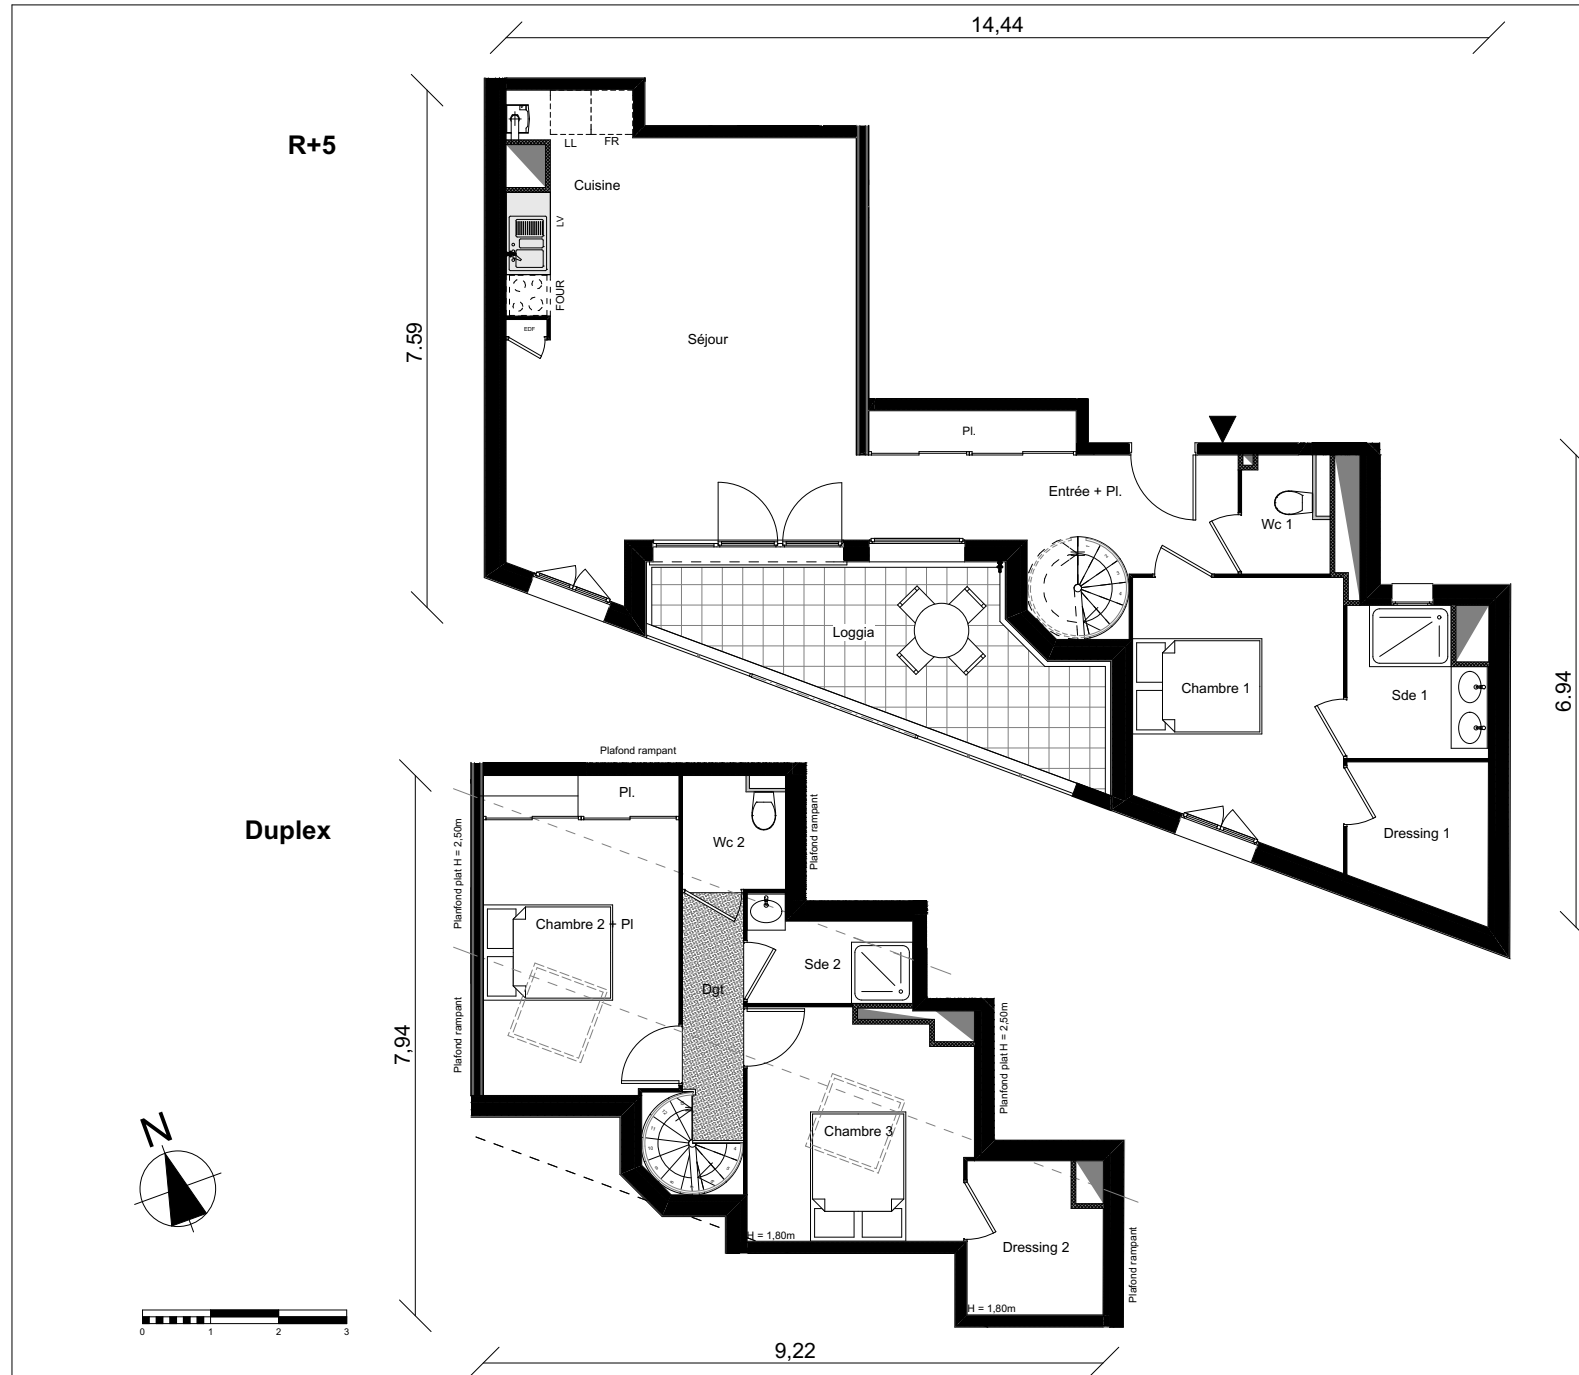 14,44
R+5
LL
FR
Cuisine
LV
FOUR
EDF
7.59
Séjour
Pl.
Entrée + Pl.
Wc 1
Loggia
Chambre 1
Sde 1
6.94
Dressing 1
Plafond rampant
Duplex
Pl.
Wc 2
Plafond rampant
Planfond plat H = 2,50m
Chambre 2 + Pl
Sde 2
Dgt
Plafond rampant
Planfond plat H = 2,50m
7,94
Chambre 3
N
H = 1,80m
Dressing 2
Plafond rampant
H = 1,80m
0 1 2 3
9,22